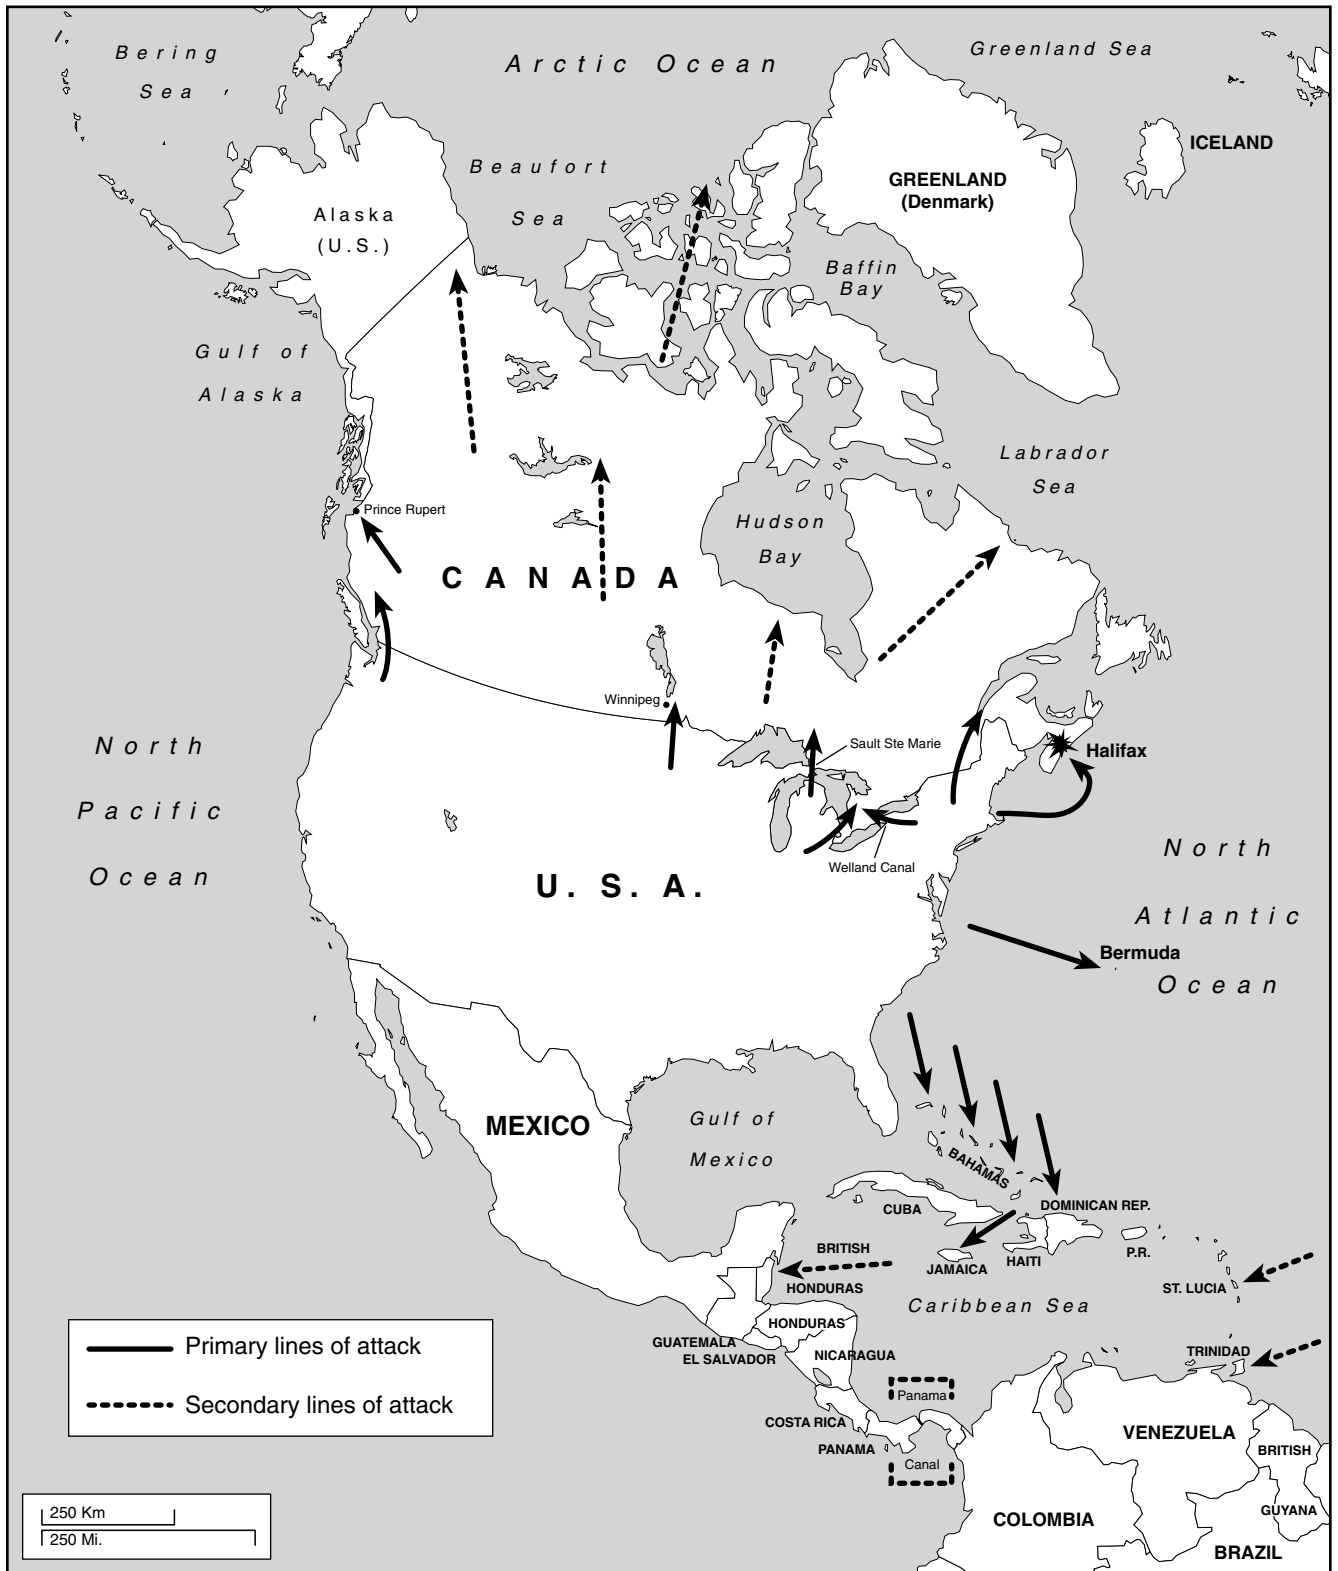 Bering
Sea
Arctic Ocean
Greenland Sea
ICELAND
Beaufort
Sea
GREENLAND
(Denmark)
Alaska
(U.S.)
Baffin
Bay
Gulf of
Alaska
Labrador
Sea
Prince Rupert
Hudson
Bay
CANADA
Winnipeg
Sault Ste Marie
Halifax
North
Pacific
Ocean
Welland Canal
U. S. A.
North
Atlantic
Ocean
Bermuda
MEXICO
Gulf of
Mexico
BAHAMAS
CUBA
DOMINICAN REP.
HAITI
P.R.
JAMAICA
BRITISH
HONDURAS
ST. LUCIA
Caribbean Sea
HONDURAS
GUATEMALA
EL SALVADOR
NICARAGUA
TRINIDAD
Panama
COSTA RICA
PANAMA
Canal
VENEZUELA
BRITISH
GUYANA
COLOMBIA
BRAZIL
Primary lines of attack
Secondary lines of attack
250 Km
250 Mi.